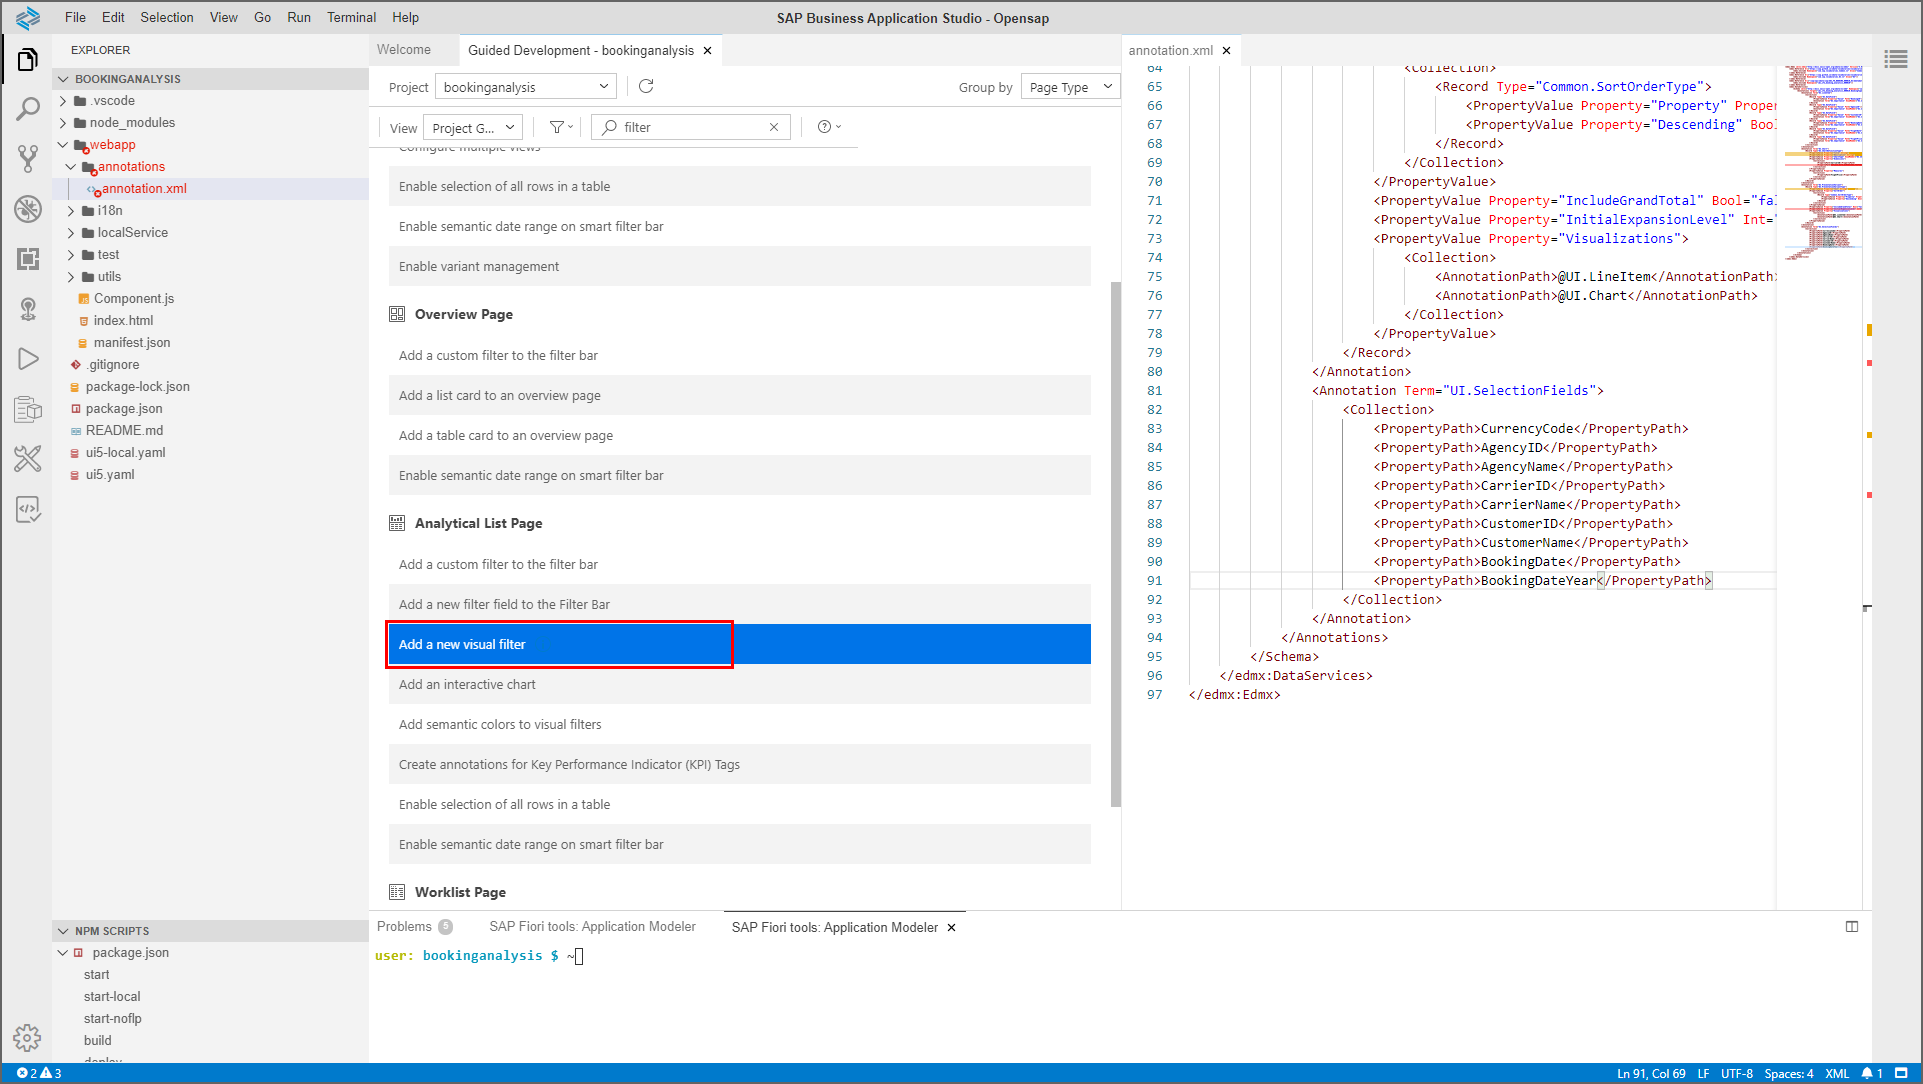 File Edit Selection View Go Run Terminal Help
SAP Business Application Studio - Opensap
EXPLORER
BOOKINGANALYSIS
.vscode
node_modules
webapp
annotations
annotation.xml
i18n
localService
test
utils
Component.js
index.html
manifest.json
.gitignore
package-lock.json
package.json
README.md
ui5-local.yaml
ui5.yaml
NPM SCRIPTS
package.json
start
start-local
start-noflp
build
deploy
Welcome
Guided Development - bookinganalysis
Project bookinganalysis
Group by Page Type
View Project G...
filter
Configure multiple views
Enable selection of all rows in a table
Enable semantic date range on smart filter bar
Enable variant management
Overview Page
Add a custom filter to the filter bar
Add a list card to an overview page
Add a table card to an overview page
Enable semantic date range on smart filter bar
Analytical List Page
Add a custom filter to the filter bar
Add a new filter field to the Filter Bar
Add a new visual filter
Add an interactive chart
Add semantic colors to visual filters
Create annotations for Key Performance Indicator (KPI) Tags
Enable selection of all rows in a table
Enable semantic date range on smart filter bar
Worklist Page
annotation.xml
64 <Collection>
65 <Record Type="Common.SortOrderType">
66 <PropertyValue Property="Property" Proper
67 <PropertyValue Property="Descending" Bool
68 </Record>
69 </Collection>
70 </PropertyValue>
71 <PropertyValue Property="IncludeGrandTotal" Bool="fal
72 <PropertyValue Property="InitialExpansionLevel" Int="
73 <PropertyValue Property="Visualizations">
74 <Collection>
75 <AnnotationPath>@UI.LineItem</AnnotationPath>
76 <AnnotationPath>@UI.Chart</AnnotationPath>
77 </Collection>
78 </PropertyValue>
79 </Record>
80 </Annotation>
81 <Annotation Term="UI.SelectionFields">
82 <Collection>
83 <PropertyPath>CurrencyCode</PropertyPath>
84 <PropertyPath>AgencyID</PropertyPath>
85 <PropertyPath>AgencyName</PropertyPath>
86 <PropertyPath>CarrierID</PropertyPath>
87 <PropertyPath>CarrierName</PropertyPath>
88 <PropertyPath>CustomerID</PropertyPath>
89 <PropertyPath>CustomerName</PropertyPath>
90 <PropertyPath>BookingDate</PropertyPath>
91 <PropertyPath>BookingDateYear</PropertyPath>
92 </Collection>
93 </Annotation>
94 </Annotations>
95 </Schema>
96 </edmx:DataServices>
97 </edmx:Edmx>
Problems 5 SAP Fiori tools: Application Modeler SAP Fiori tools: Application Modeler
user: bookinganalysis $ ~
2 3
Ln 91, Col 69 LF UTF-8 Spaces: 4 XML 1